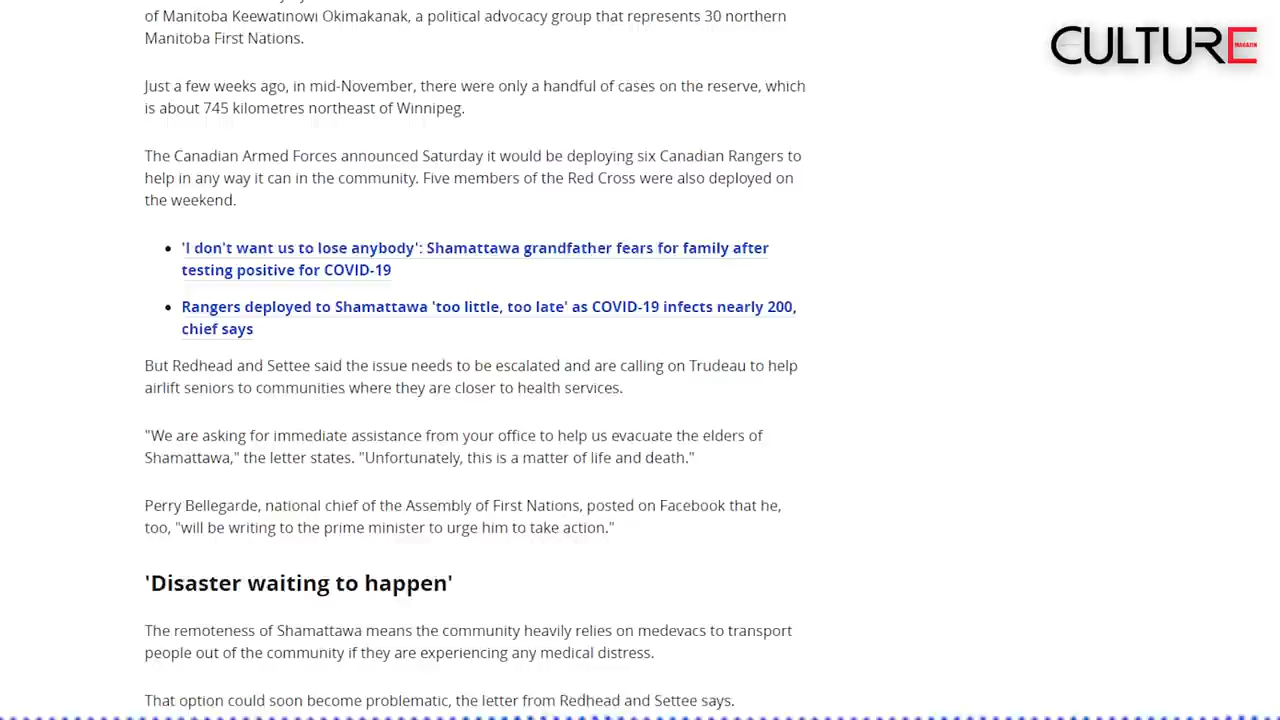 CULTURE
MAGAZIN
of Manitoba Keewatinowi Okimakanak, a political advocacy group that represents 30 northern
Manitoba First Nations.
Just a few weeks ago, in mid-November, there were only a handful of cases on the reserve, which
is about 745 kilometres northeast of Winnipeg.
The Canadian Armed Forces announced Saturday it would be deploying six Canadian Rangers to
help in any way it can in the community. Five members of the Red Cross were also deployed on
the weekend.
• 'I don't want us to lose anybody': Shamattawa grandfather fears for family after
testing positive for COVID-19
• Rangers deployed to Shamattawa 'too little, too late' as COVID-19 infects nearly 200,
chief says
But Redhead and Settee said the issue needs to be escalated and are calling on Trudeau to help
airlift seniors to communities where they are closer to health services.
"We are asking for immediate assistance from your office to help us evacuate the elders of
Shamattawa," the letter states. "Unfortunately, this is a matter of life and death."
Perry Bellegarde, national chief of the Assembly of First Nations, posted on Facebook that he,
too, "will be writing to the prime minister to urge him to take action."
'Disaster waiting to happen'
The remoteness of Shamattawa means the community heavily relies on medevacs to transport
people out of the community if they are experiencing any medical distress.
That option could soon become problematic, the letter from Redhead and Settee says.